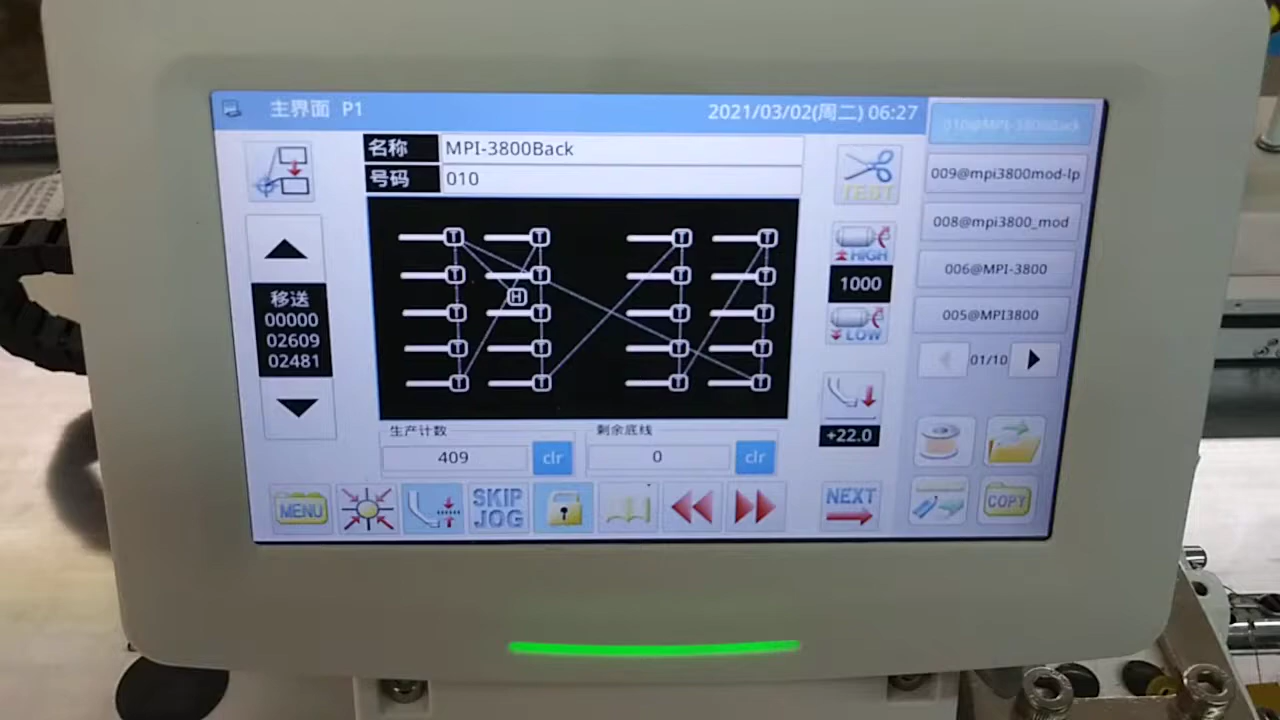 主界面 P1
2021/03/02(周二) 06:27
010@MPI-3800Back
名称 MPI-3800Back
号码 010
TEST
009@mpi3800mod-lp
008@mpi3800_mod
006@MPI-3800
005@MPI3800
01/10
移送
00000
02609
02481
T T T T
T T T T
H
T T T T
T T T T
T T T T
HIGH
1000
LOW
+22.0
生产计数
409 clr
剩余底线
0 clr
MENU
SKIP
JOG
NEXT
COPY